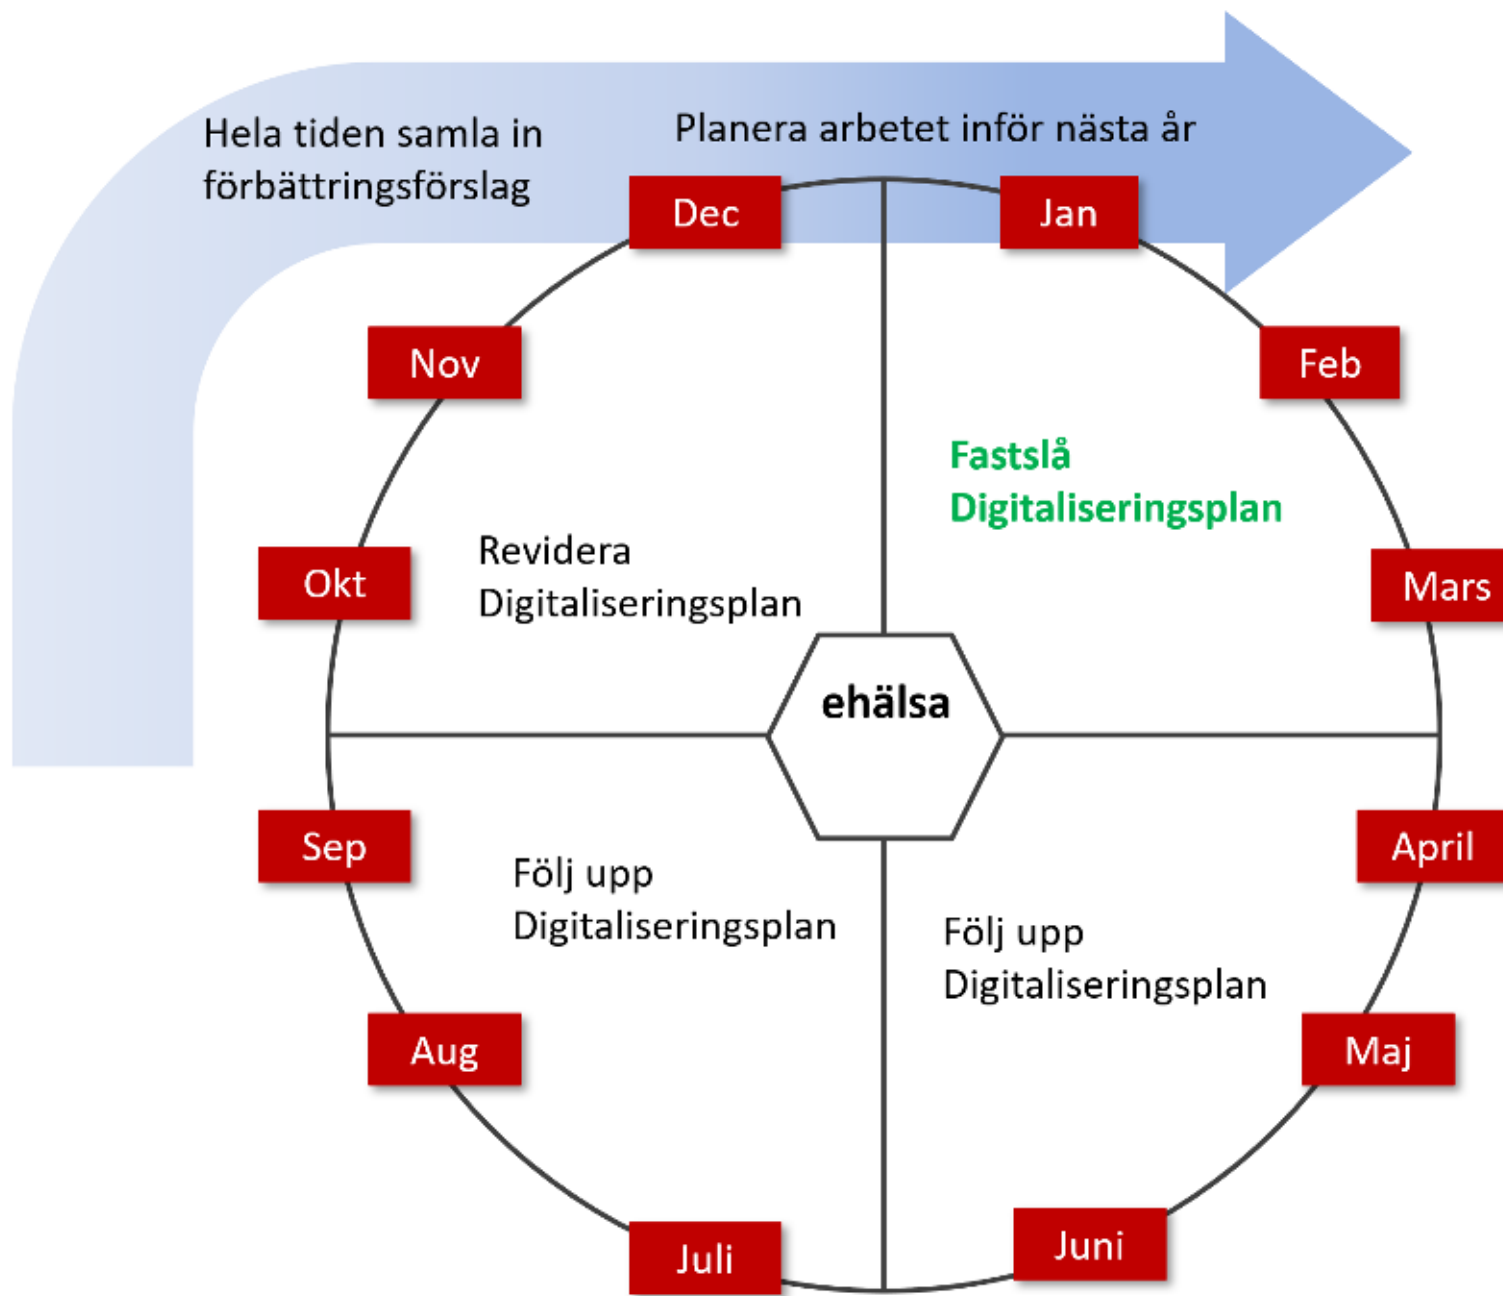 Hela tiden samla in
förbättringsförslag
Planera arbetet inför nästa år
Dec
Jan
Nov
Feb
Fastslå
Digitaliseringsplan
Revidera
Digitaliseringsplan
Okt
Mars
ehälsa
Sep
April
Följ upp
Digitaliseringsplan
Följ upp
Digitaliseringsplan
Aug
Maj
Juli
Juni